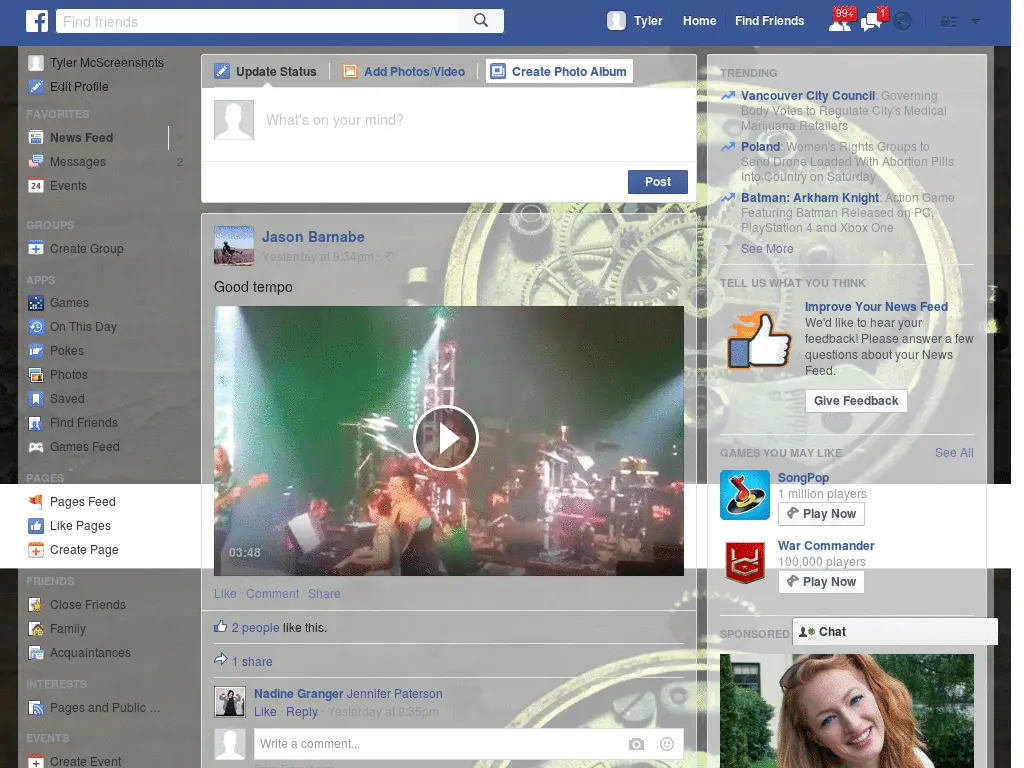 f
Find friends
Tyler
Home
Find Friends
99+
1
Tyler McScreenshots
Edit Profile
FAVORITES
News Feed
Messages 2
24 Events
GROUPS
Create Group
APPS
Games
On This Day
Pokes
Photos
Saved
Find Friends
Games Feed
PAGES
Pages Feed
Like Pages
Create Page
FRIENDS
Close Friends
Family
Acquaintances
INTERESTS
Pages and Public ...
EVENTS
Create Event
Update Status
Add Photos/Video
Create Photo Album
What's on your mind?
Post
Jason Barnabe
Yesterday at 9:34pm ·
Good tempo
03:48
Like · Comment · Share
2 people like this.
1 share
Nadine Granger Jennifer Paterson
Like · Reply · Yesterday at 9:35pm
Write a comment...
TRENDING
Vancouver City Council: Governing
Body Votes to Regulate City's Medical
Marijuana Retailers
Poland: Women's Rights Groups to
Send Drone Loaded With Abortion Pills
Into Country on Saturday
Batman: Arkham Knight: Action Game
Featuring Batman Released on PC,
PlayStation 4 and Xbox One
See More
TELL US WHAT YOU THINK
Improve Your News Feed
We'd like to hear your
feedback! Please answer a few
questions about your News
Feed.
Give Feedback
GAMES YOU MAY LIKE See All
SongPop
1 million players
Play Now
War Commander
100,000 players
Play Now
SPONSORED
Chat